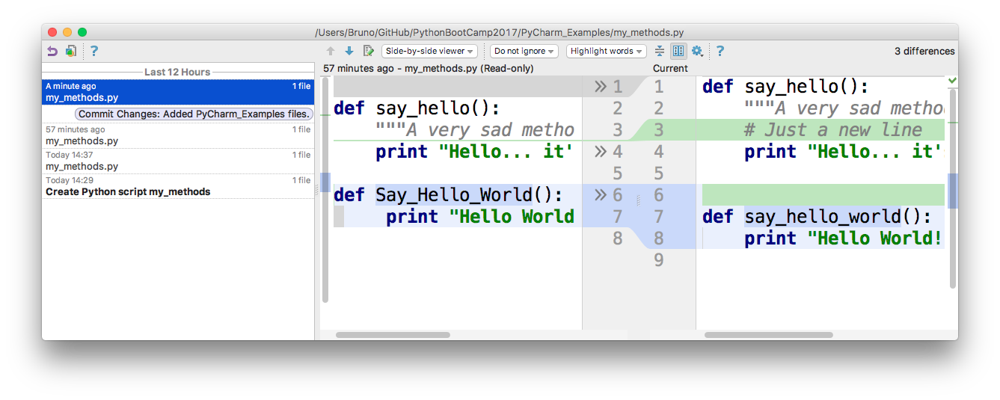 /Users/Bruno/GitHub/PythonBootCamp2017/PyCharm_Examples/my_methods.py
? Side-by-side viewer Do not ignore Highlight words ? 3 differences
Last 12 Hours
A minute ago 1 file
my_methods.py
Commit Changes: Added PyCharm_Examples files.
57 minutes ago 1 file
my_methods.py
Today 14:37 1 file
my_methods.py
Today 14:29 1 file
Create Python script my_methods
57 minutes ago - my_methods.py (Read-only)
def say_hello():
"""A very sad metho
print "Hello... it'
def Say_Hello_World():
print "Hello World
1
2
3
4
5
6
7
8
Current
1
2
3
4
5
6
7
8
9
def say_hello():
"""A very sad metho
# Just a new line
print "Hello... it'
def say_hello_world():
print "Hello World!